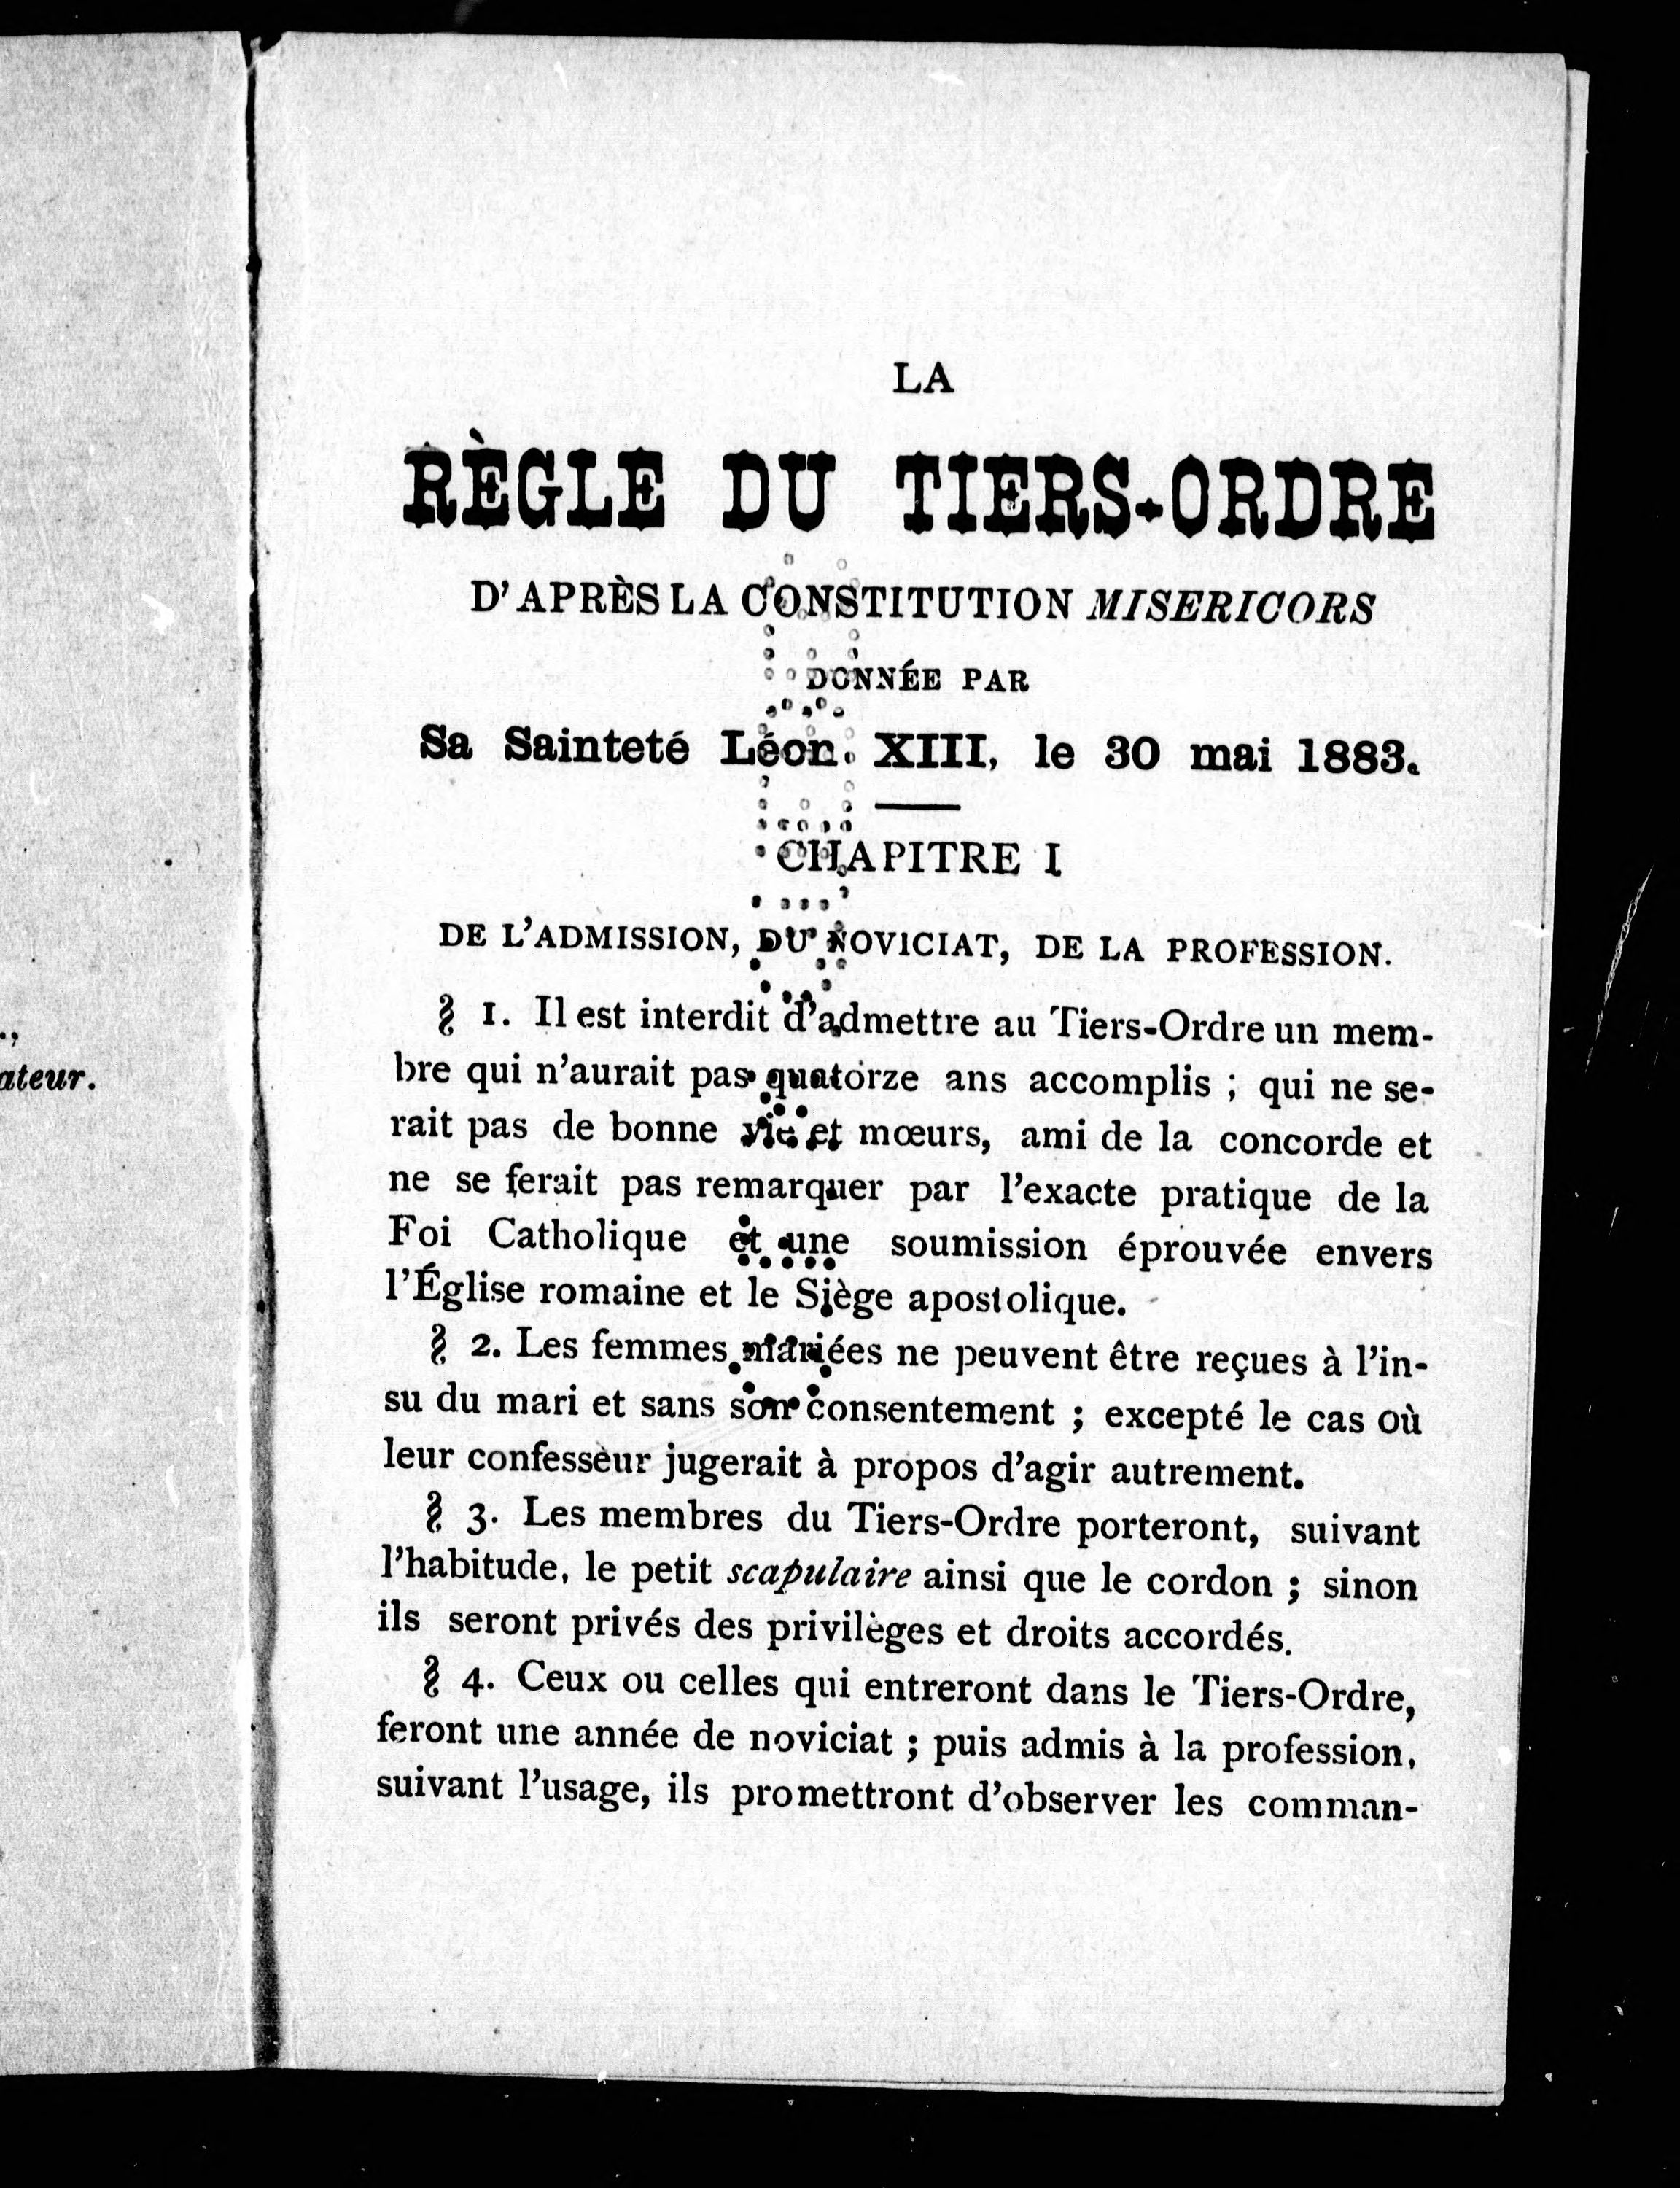 .,
ateur.
LA
RÈGLE DU TIERS-ORDRE
D'APRÈS LA CONSTITUTION MISERICORS
DONNÉE PAR
Sa Sainteté Léon XIII, le 30 mai 1883.
CHAPITRE I
DE L'ADMISSION, DU NOVICIAT, DE LA PROFESSION.
§ 1. Il est interdit d'admettre au Tiers-Ordre un mem-
bre qui n'aurait pas quatorze ans accomplis ; qui ne se-
rait pas de bonne vie et mœurs, ami de la concorde et
ne se ferait pas remarquer par l'exacte pratique de la
Foi Catholique et une soumission éprouvée envers
l'Église romaine et le Siège apostolique.
§ 2. Les femmes mariées ne peuvent être reçues à l'in-
su du mari et sans son consentement ; excepté le cas où
leur confesseur jugerait à propos d'agir autrement.
§ 3. Les membres du Tiers-Ordre porteront, suivant
l'habitude, le petit scapulaire ainsi que le cordon ; sinon
ils seront privés des privilèges et droits accordés.
§ 4. Ceux ou celles qui entreront dans le Tiers-Ordre,
feront une année de noviciat ; puis admis à la profession,
suivant l'usage, ils promettront d'observer les comman-